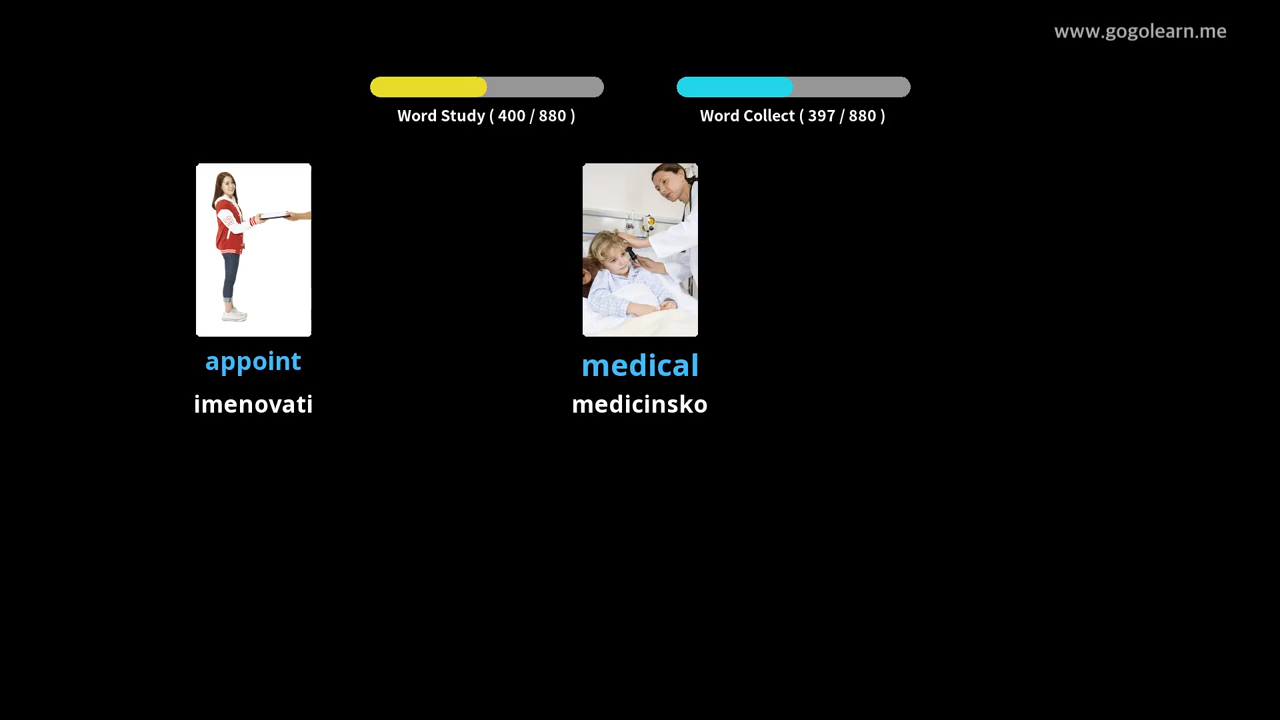 www.gogolearn.me
Word Study ( 400 / 880 )
Word Collect ( 397 / 880 )
appoint
imenovati
medical
medicinsko